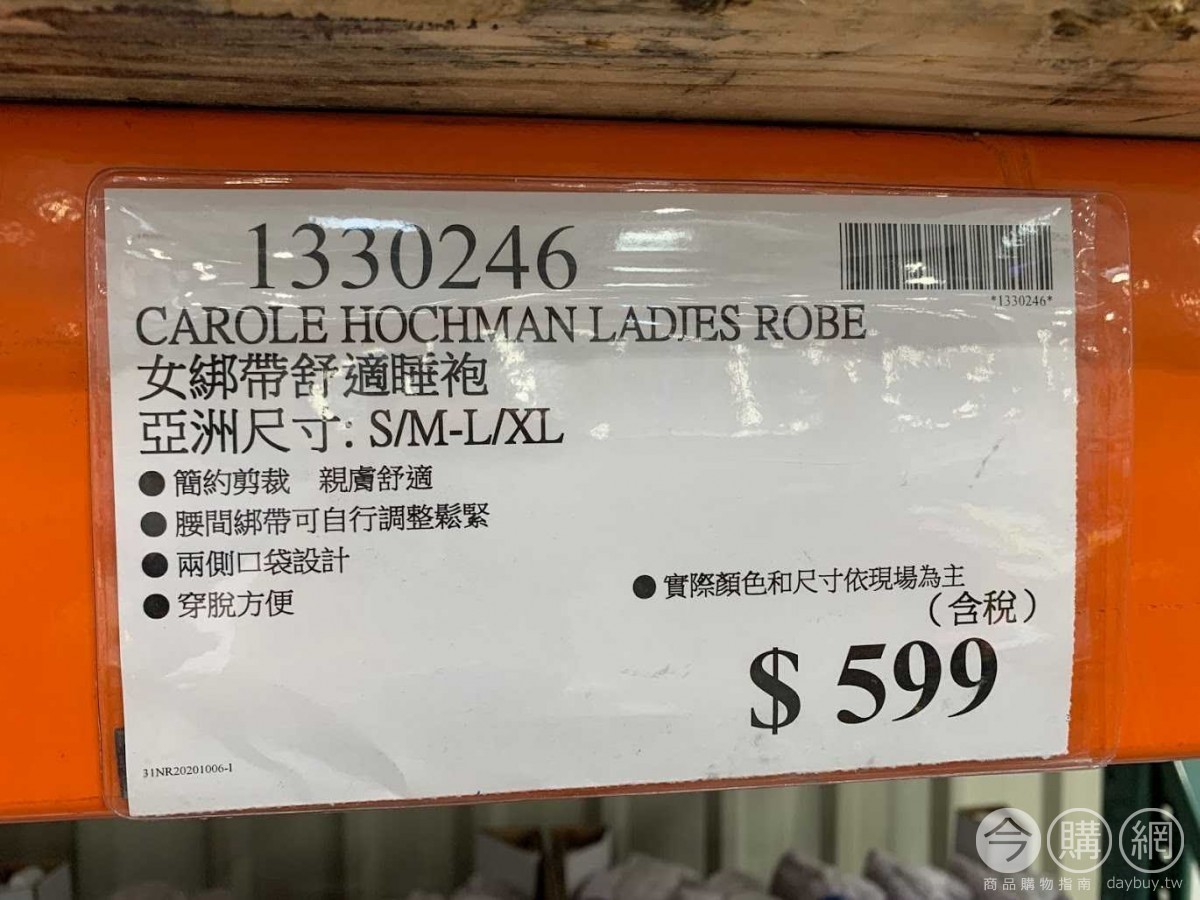 1330246
*1330246*
CAROLE HOCHMAN LADIES ROBE
女綁帶舒適睡袍
亞洲尺寸: S/M-L/XL
● 簡約剪裁 親膚舒適
● 腰間綁帶可自行調整鬆緊
● 兩側口袋設計
● 穿脫方便
● 實際顏色和尺寸依現場為主
(含稅)
$ 599
31NR20201006-1
今購網
商品購物指南 daybuy.tw